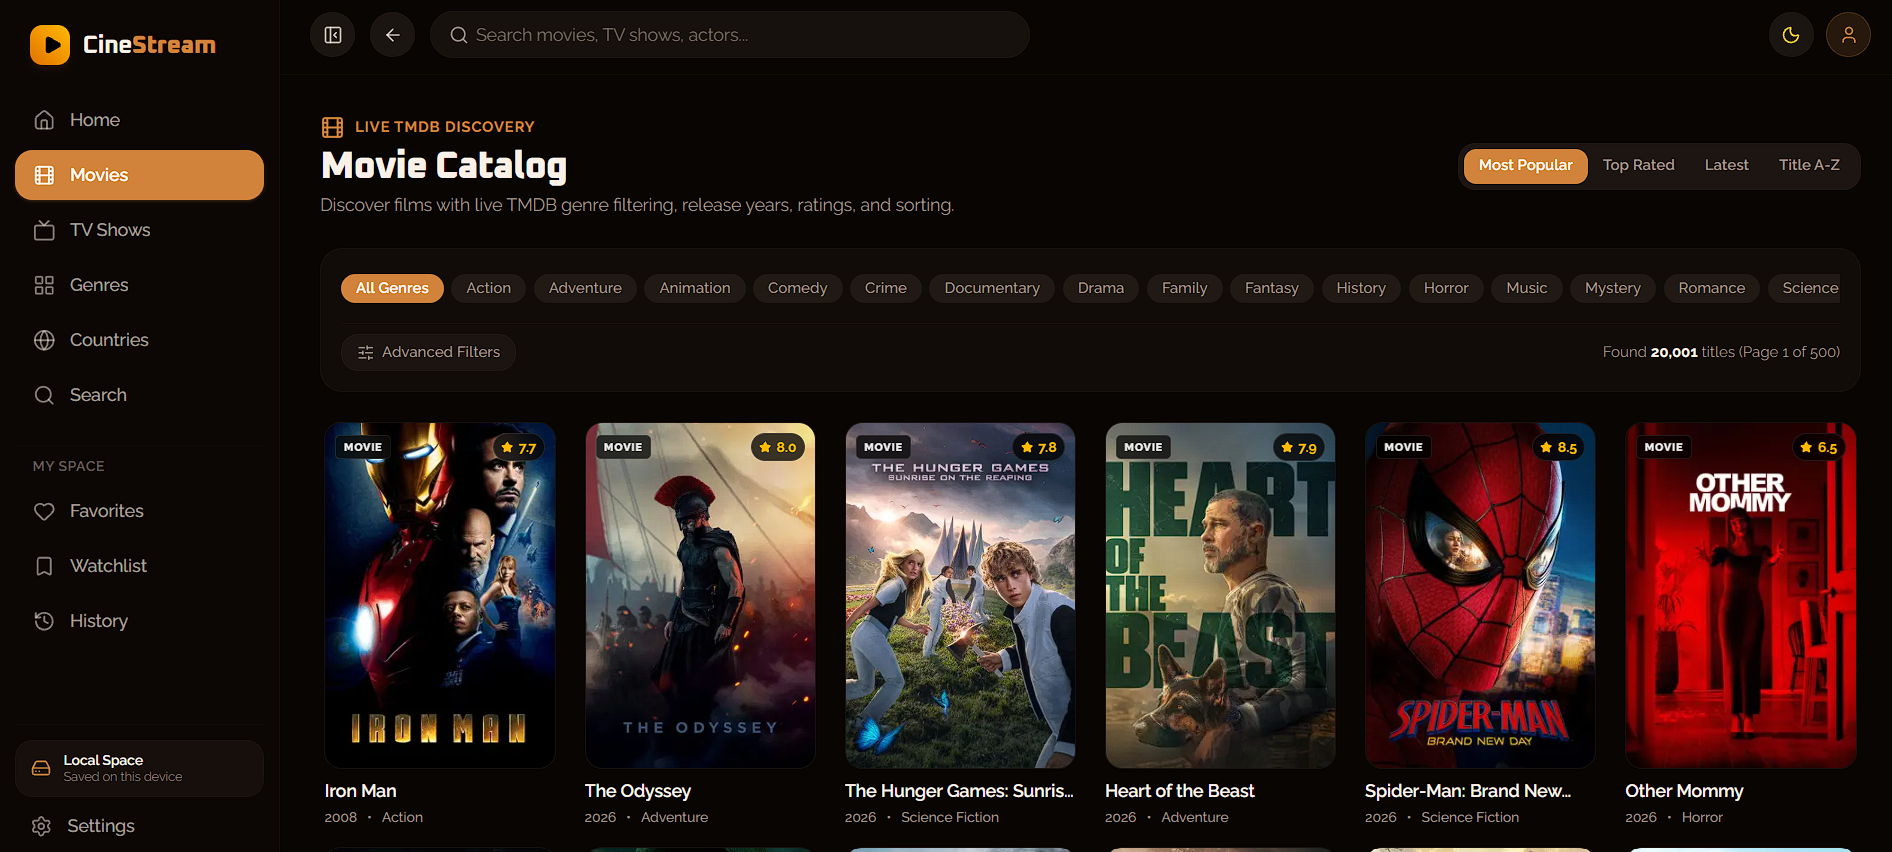 CineStream
Search movies, TV shows, actors...
Home
Movies
TV Shows
Genres
Countries
Search
MY SPACE
Favorites
Watchlist
History
Local Space
Saved on this device
Settings
LIVE TMDB DISCOVERY
Movie Catalog
Discover films with live TMDB genre filtering, release years, ratings, and sorting.
Most Popular Top Rated Latest Title A-Z
All Genres Action Adventure Animation Comedy Crime Documentary Drama Family Fantasy History Horror Music Mystery Romance Science
Advanced Filters
Found 20,001 titles (Page 1 of 500)
MOVIE 7.7
IRON MAN
Iron Man
2008 • Action
MOVIE 8.0
THE ODYSSEY
The Odyssey
2026 • Adventure
MOVIE 7.8
THE HUNGER GAMES
SUNRISE ON THE REAPING
The Hunger Games: Sunris...
2026 • Science Fiction
MOVIE 7.9
HEART
OF
THE
BEAST
Heart of the Beast
2026 • Adventure
MOVIE 8.5
SPIDER-MAN
BRAND NEW DAY
Spider-Man: Brand New...
2026 • Science Fiction
MOVIE 6.5
OTHER
MOMMY
Other Mommy
2026 • Horror